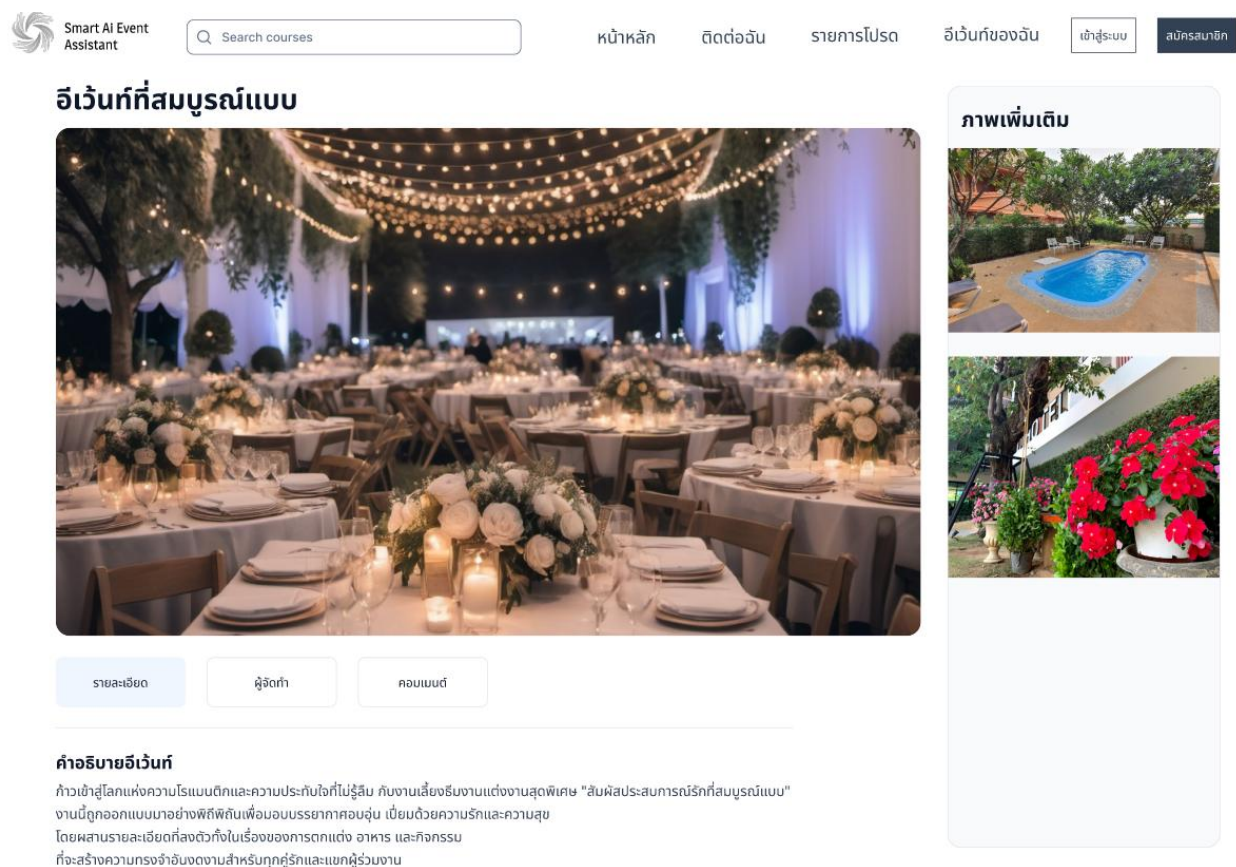 Smart Ai Event
Assistant
Search courses
หน้าหลัก
ติดต่อฉัน
รายการโปรด
อีเว้นท์ของฉัน
เข้าสู่ระบบ
สมัครสมาชิก
อีเว้นท์ที่สมบูรณ์แบบ
ภาพเพิ่มเติม
รายละเอียด
ผู้จัดทำ
คอมเมนต์
คำอธิบายอีเว้นท์
ก้าวเข้าสู่โลกแห่งความโรแมนติกและความประทับใจที่ไม่รู้ลืม กับงานเลี้ยงธีมงานแต่งงานสุดพิเศษ "สัมผัสประสบการณ์รักที่สมบูรณ์แบบ"
งานนี้ถูกออกแบบมาอย่างพิถีพิถันเพื่อมอบบรรยากาศอบอุ่น เปี่ยมด้วยความรักและความสุข
โดยผสานรายละเอียดที่ลงตัวทั้งในเรื่องของการตกแต่ง อาหาร และกิจกรรม
ที่จะสร้างความทรงจำอันงดงามสำหรับทุกคู่รักและแขกผู้ร่วมงาน